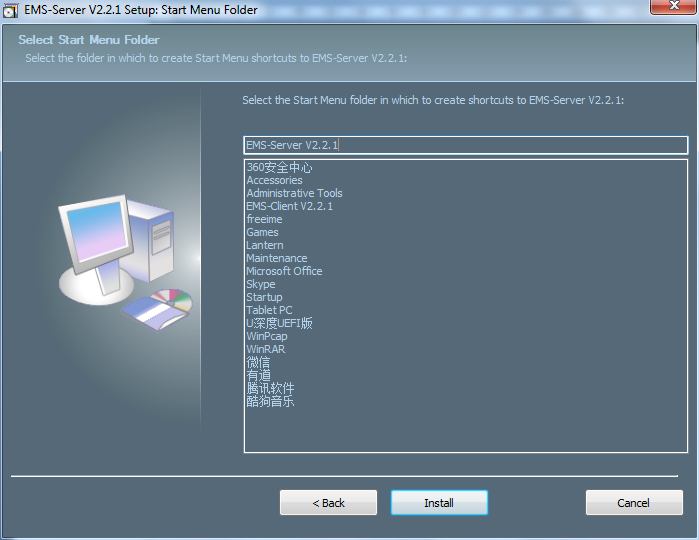 EMS-Server V2.2.1 Setup: Start Menu Folder
Select Start Menu Folder
Select the folder in which to create Start Menu shortcuts to EMS-Server V2.2.1:
Select the Start Menu folder in which to create shortcuts to EMS-Server V2.2.1:
EMS-Server V2.2.1
360安全中心
Accessories
Administrative Tools
EMS-Client V2.2.1
freeime
Games
Lantern
Maintenance
Microsoft Office
Skype
Startup
Tablet PC
U深度UEFI版
WinPcap
WinRAR
微信
有道
腾讯软件
酷狗音乐
< Back
Install
Cancel